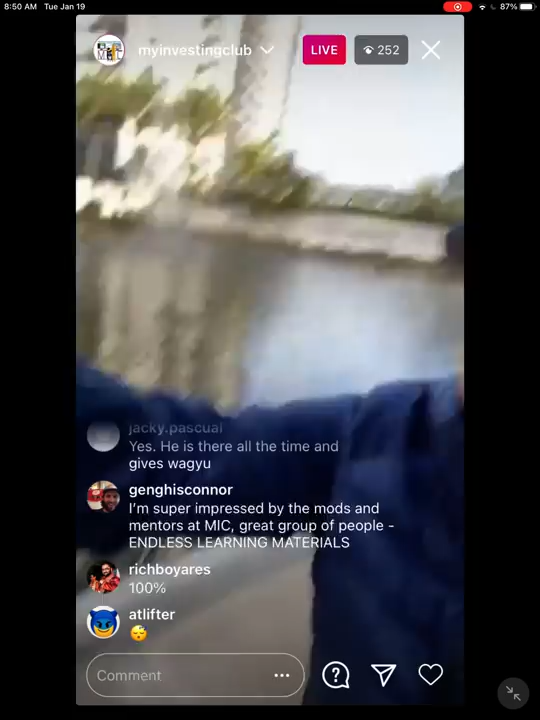 8:50 AM Tue Jan 19
87%
myinvestingclub
LIVE
252
jacky.pascual
Yes. He is there all the time and
gives wagyu
genghisconnor
I'm super impressed by the mods and
mentors at MIC, great group of people -
ENDLESS LEARNING MATERIALS
richboyares
100%
atlifter
😴
Comment